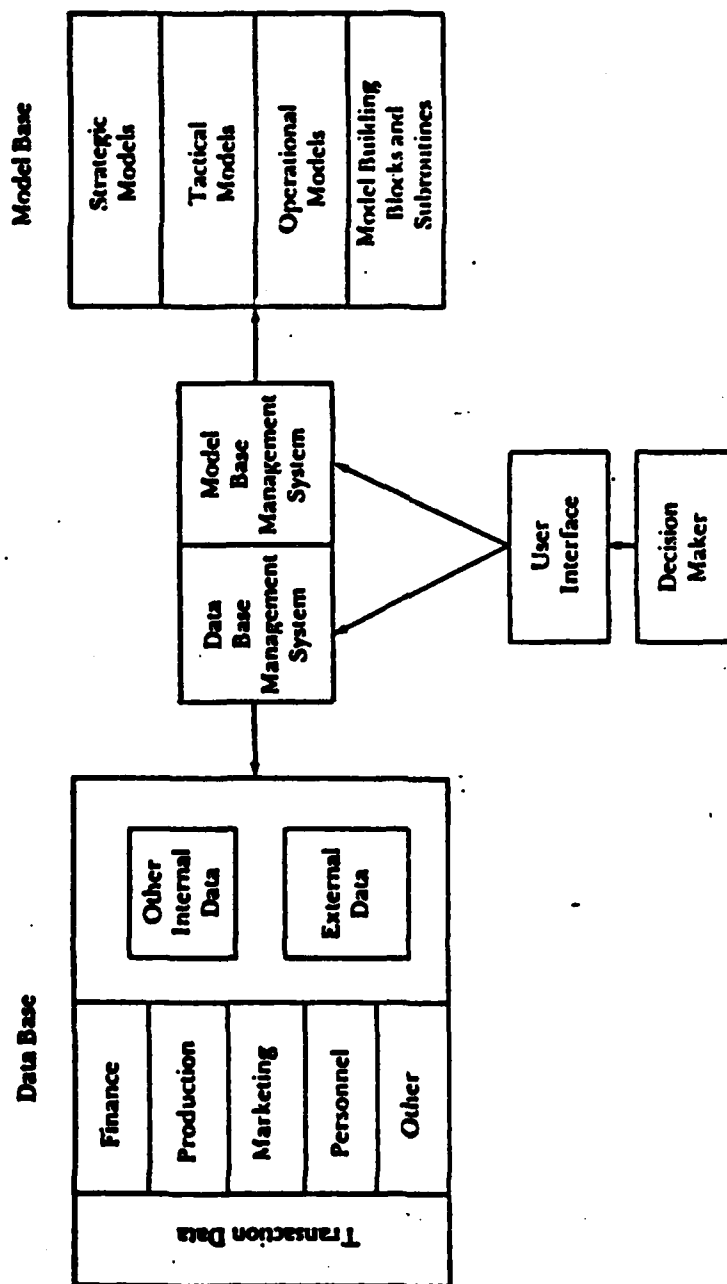 Data Base
Transaction Data
Finance
Production
Marketing
Personnel
Other
Other
Internal
Data
External
Data
Data
Base
Management
System
Model
Base
Management
System
User
Interface
Decision
Maker
Model Base
Strategic
Models
Tactical
Models
Operational
Models
Model Building
Blocks and
Subroutines